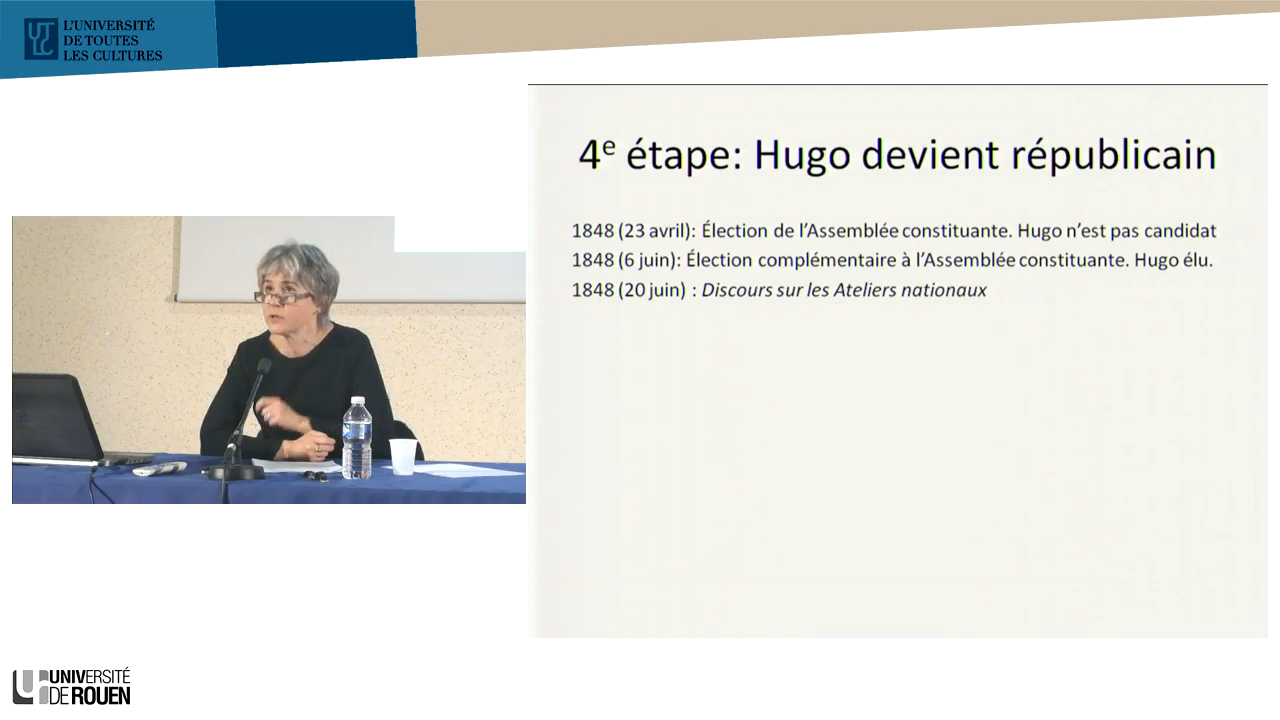 L'UNIVERSITÉ
DE TOUTES
LES CULTURES
4e étape: Hugo devient républicain
1848 (23 avril): Élection de l'Assemblée constituante. Hugo n'est pas candidat
1848 (6 juin): Élection complémentaire à l'Assemblée constituante. Hugo élu.
1848 (20 juin) : Discours sur les Ateliers nationaux
UNIVERSITÉ
DE ROUEN